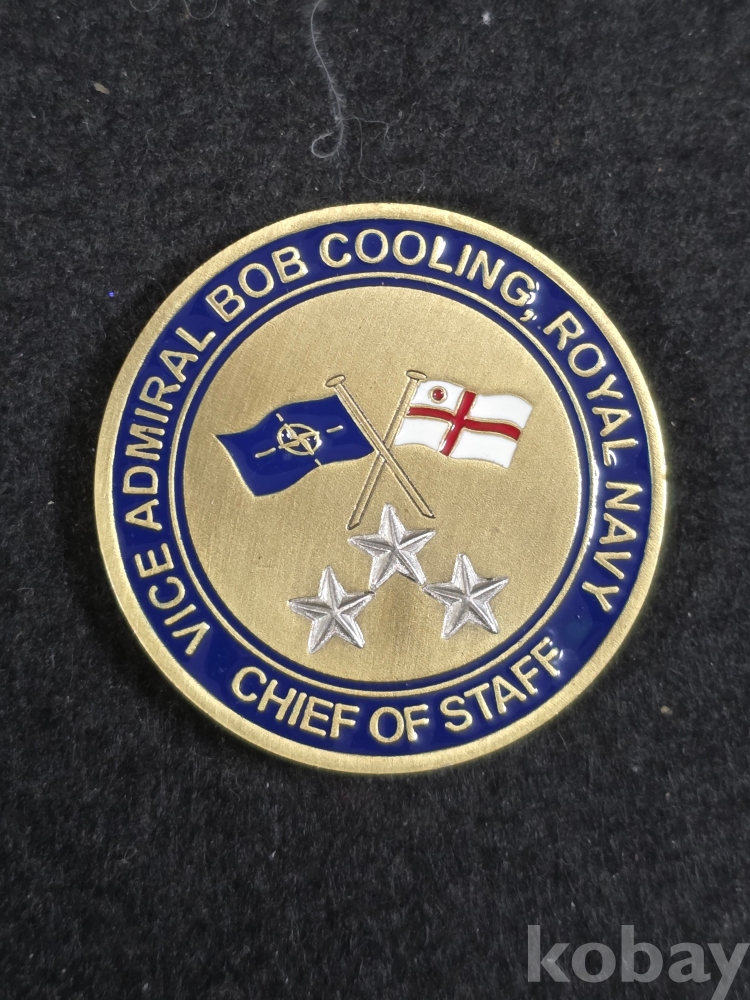 VICE ADMIRAL BOB COOLING, ROYAL NAVY
CHIEF OF STAFF
kobay